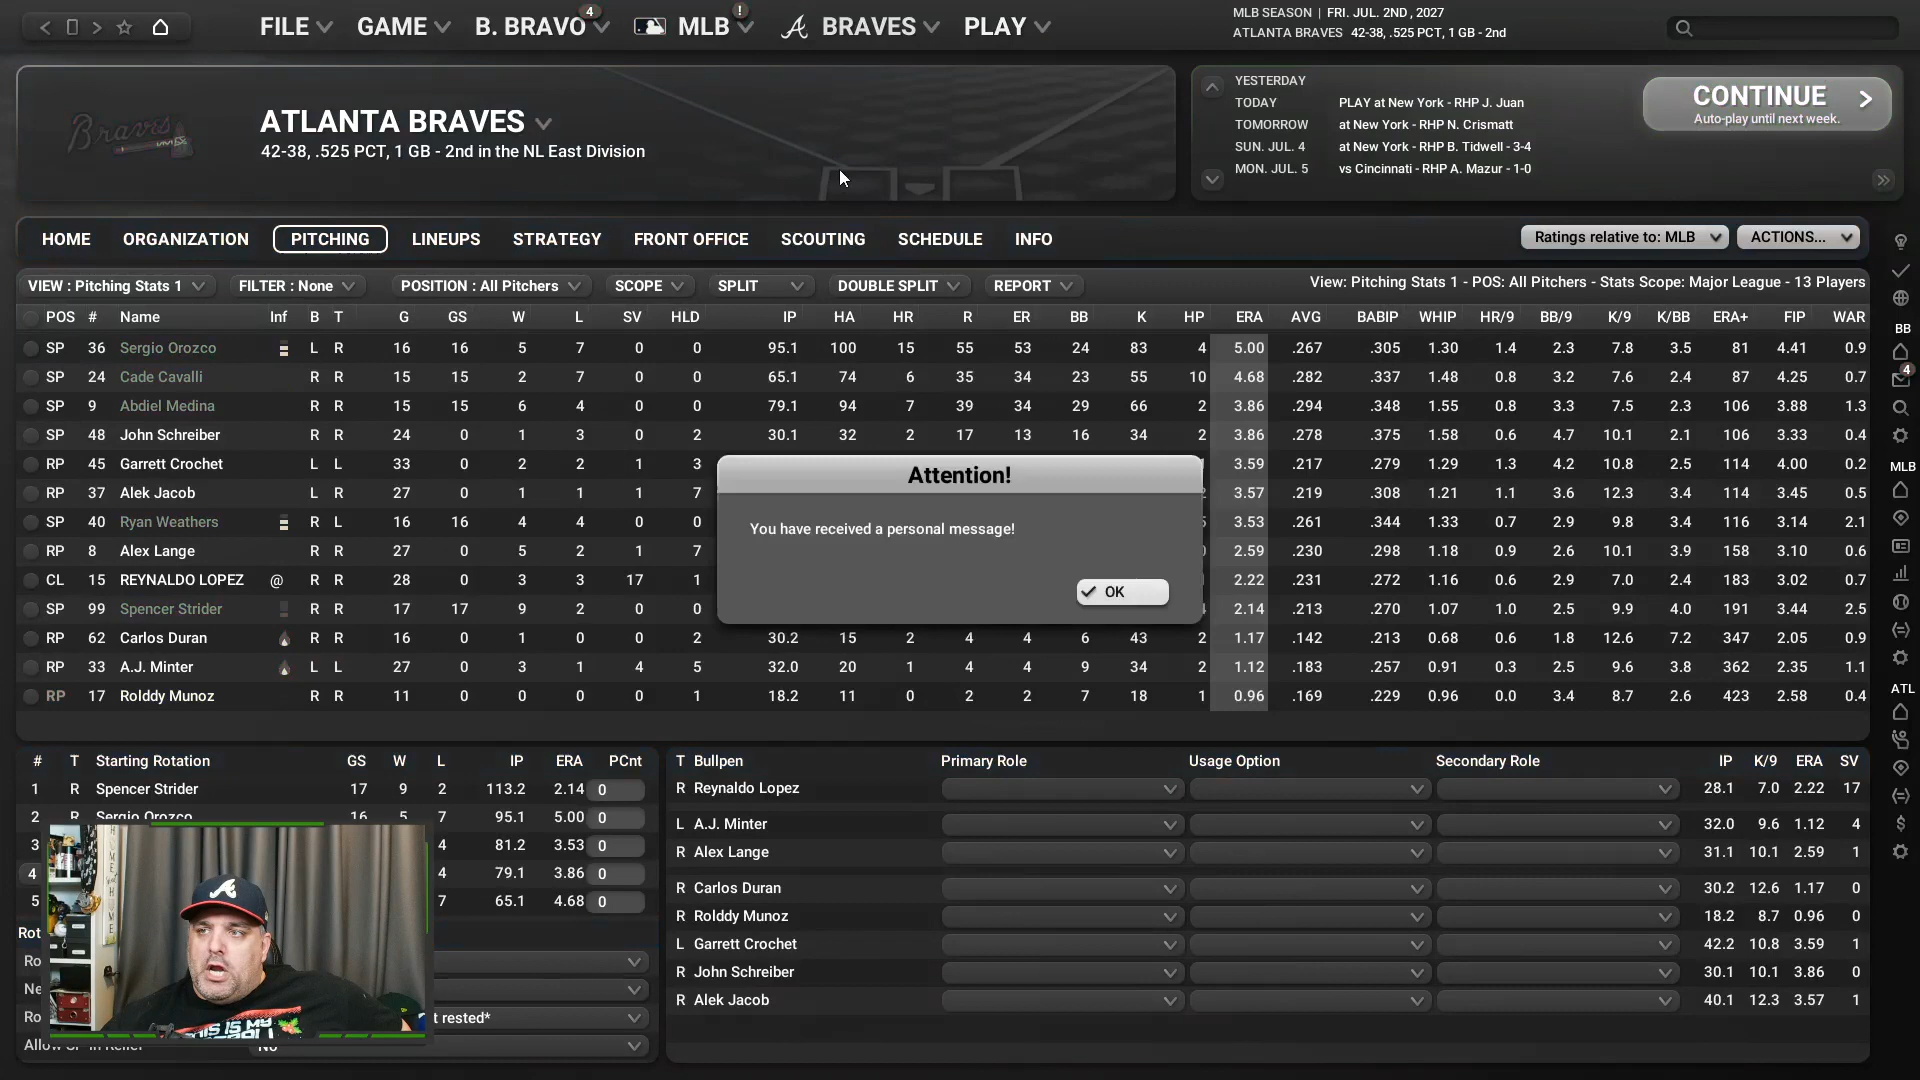 FILE GAME B. BRAVO 4 MLB ! BRAVES PLAY
MLB SEASON | FRI. JUL. 2ND , 2027
ATLANTA BRAVES 42-38, .525 PCT, 1 GB - 2nd
Braves
ATLANTA BRAVES
42-38, .525 PCT, 1 GB - 2nd in the NL East Division
YESTERDAY
TODAY PLAY at New York - RHP J. Juan
TOMORROW at New York - RHP N. Crismatt
SUN. JUL. 4 at New York - RHP B. Tidwell - 3-4
MON. JUL. 5 vs Cincinnati - RHP A. Mazur - 1-0
CONTINUE
Auto-play until next week.
HOME ORGANIZATION PITCHING LINEUPS STRATEGY FRONT OFFICE SCOUTING SCHEDULE INFO
Ratings relative to: MLB ACTIONS...
VIEW : Pitching Stats 1 FILTER : None POSITION : All Pitchers SCOPE SPLIT DOUBLE SPLIT REPORT
View: Pitching Stats 1 - POS: All Pitchers - Stats Scope: Major League - 13 Players
POS # Name Inf B T G GS W L SV HLD IP HA HR R ER BB K HP ERA AVG BABIP WHIP HR/9 BB/9 K/9 K/BB ERA+ FIP WAR
SP 36 Sergio Orozco L R 16 16 5 7 0 0 95.1 100 15 55 53 24 83 4 5.00 .267 .305 1.30 1.4 2.3 7.8 3.5 81 4.41 0.9
SP 24 Cade Cavalli R R 15 15 2 7 0 0 65.1 74 6 35 34 23 55 10 4.68 .282 .337 1.48 0.8 3.2 7.6 2.4 87 4.25 0.7
SP 9 Abdiel Medina R R 15 15 6 4 0 0 79.1 94 7 39 34 29 66 2 3.86 .294 .348 1.55 0.8 3.3 7.5 2.3 106 3.88 1.3
SP 48 John Schreiber R R 24 0 1 3 0 2 30.1 32 2 17 13 16 34 2 3.86 .278 .375 1.58 0.6 4.7 10.1 2.1 106 3.33 0.4
RP 45 Garrett Crochet L L 33 0 2 2 1 3 3.59 .217 .279 1.29 1.3 4.2 10.8 2.5 114 4.00 0.2
RP 37 Alek Jacob L R 27 0 1 1 1 7 3.57 .219 .308 1.21 1.1 3.6 12.3 3.4 114 3.45 0.5
SP 40 Ryan Weathers R L 16 16 4 4 0 0 3.53 .261 .344 1.33 0.7 2.9 9.8 3.4 116 3.14 2.1
RP 8 Alex Lange R R 27 0 5 2 1 7 2.59 .230 .298 1.18 0.9 2.6 10.1 3.9 158 3.10 0.6
CL 15 REYNALDO LOPEZ @ R R 28 0 3 3 17 1 2.22 .231 .272 1.16 0.6 2.9 7.0 2.4 183 3.02 0.7
SP 99 Spencer Strider R R 17 17 9 2 0 0 2.14 .213 .270 1.07 1.0 2.5 9.9 4.0 191 3.44 2.5
RP 62 Carlos Duran R R 16 0 1 0 0 2 30.2 15 2 4 4 6 43 2 1.17 .142 .213 0.68 0.6 1.8 12.6 7.2 347 2.05 0.9
RP 33 A.J. Minter L L 27 0 3 1 4 5 32.0 20 1 4 4 9 34 2 1.12 .183 .257 0.91 0.3 2.5 9.6 3.8 362 2.35 1.1
RP 17 Rolddy Munoz R R 11 0 0 0 0 1 18.2 11 0 2 2 7 18 1 0.96 .169 .229 0.96 0.0 3.4 8.7 2.6 423 2.58 0.4
Attention!
You have received a personal message!
OK
# T Starting Rotation GS W L IP ERA PCnt
1 R Spencer Strider 17 9 2 113.2 2.14 0
2 R Sergio Orozco 16 5 7 95.1 5.00 0
3 4 81.2 3.53 0
4 4 79.1 3.86 0
5 7 65.1 4.68 0
Rot
Ro
Ne
Ro t rested*
Allow SP in Relief No
T Bullpen Primary Role Usage Option Secondary Role IP K/9 ERA SV
R Reynaldo Lopez 28.1 7.0 2.22 17
L A.J. Minter 32.0 9.6 1.12 4
R Alex Lange 31.1 10.1 2.59 1
R Carlos Duran 30.2 12.6 1.17 0
R Rolddy Munoz 18.2 8.7 0.96 0
L Garrett Crochet 42.2 10.8 3.59 1
R John Schreiber 30.1 10.1 3.86 0
R Alek Jacob 40.1 12.3 3.57 1
BB
4
MLB
ATL
$
THIS IS MY